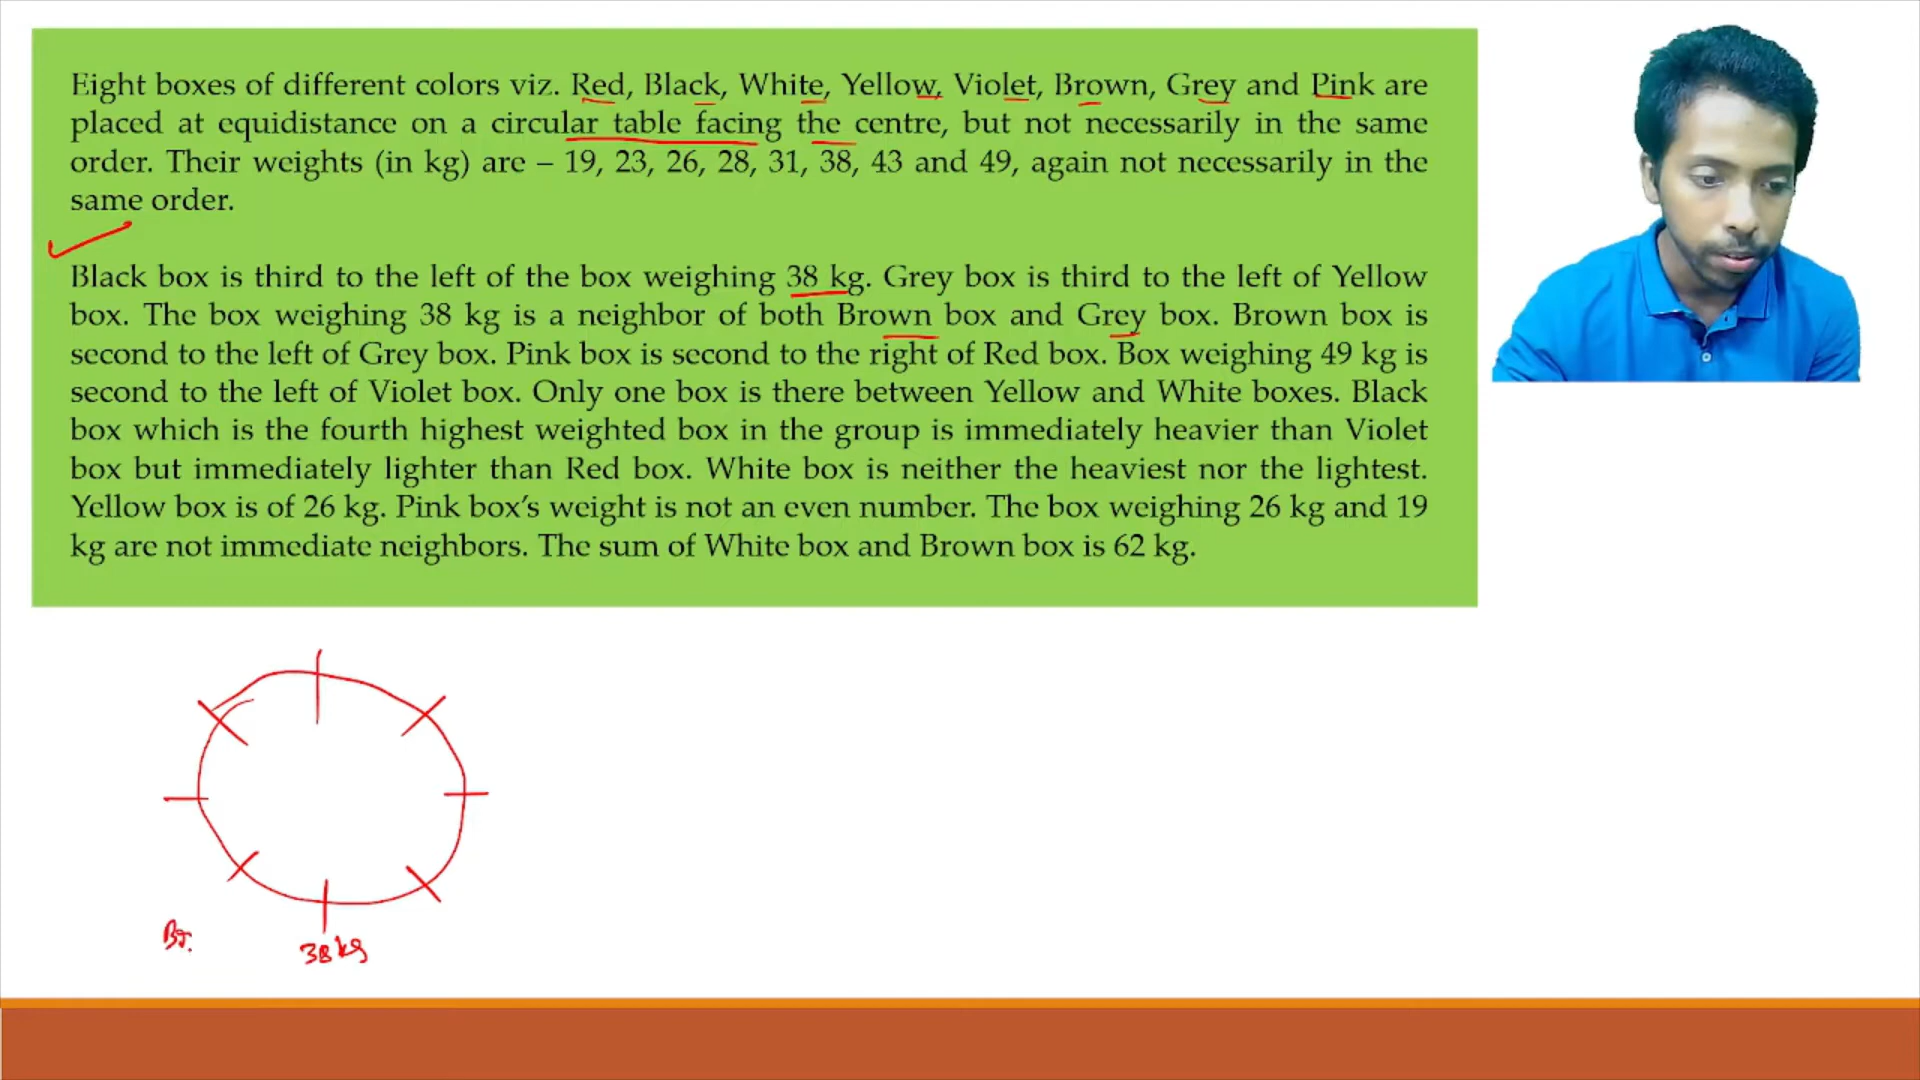 Eight boxes of different colors viz. Red, Black, White, Yellow, Violet, Brown, Grey and Pink are
placed at equidistance on a circular table facing the centre, but not necessarily in the same
order. Their weights (in kg) are – 19, 23, 26, 28, 31, 38, 43 and 49, again not necessarily in the
same order.
Black box is third to the left of the box weighing 38 kg. Grey box is third to the left of Yellow
box. The box weighing 38 kg is a neighbor of both Brown box and Grey box. Brown box is
second to the left of Grey box. Pink box is second to the right of Red box. Box weighing 49 kg is
second to the left of Violet box. Only one box is there between Yellow and White boxes. Black
box which is the fourth highest weighted box in the group is immediately heavier than Violet
box but immediately lighter than Red box. White box is neither the heaviest nor the lightest.
Yellow box is of 26 kg. Pink box’s weight is not an even number. The box weighing 26 kg and 19
kg are not immediate neighbors. The sum of White box and Brown box is 62 kg.
38 kg